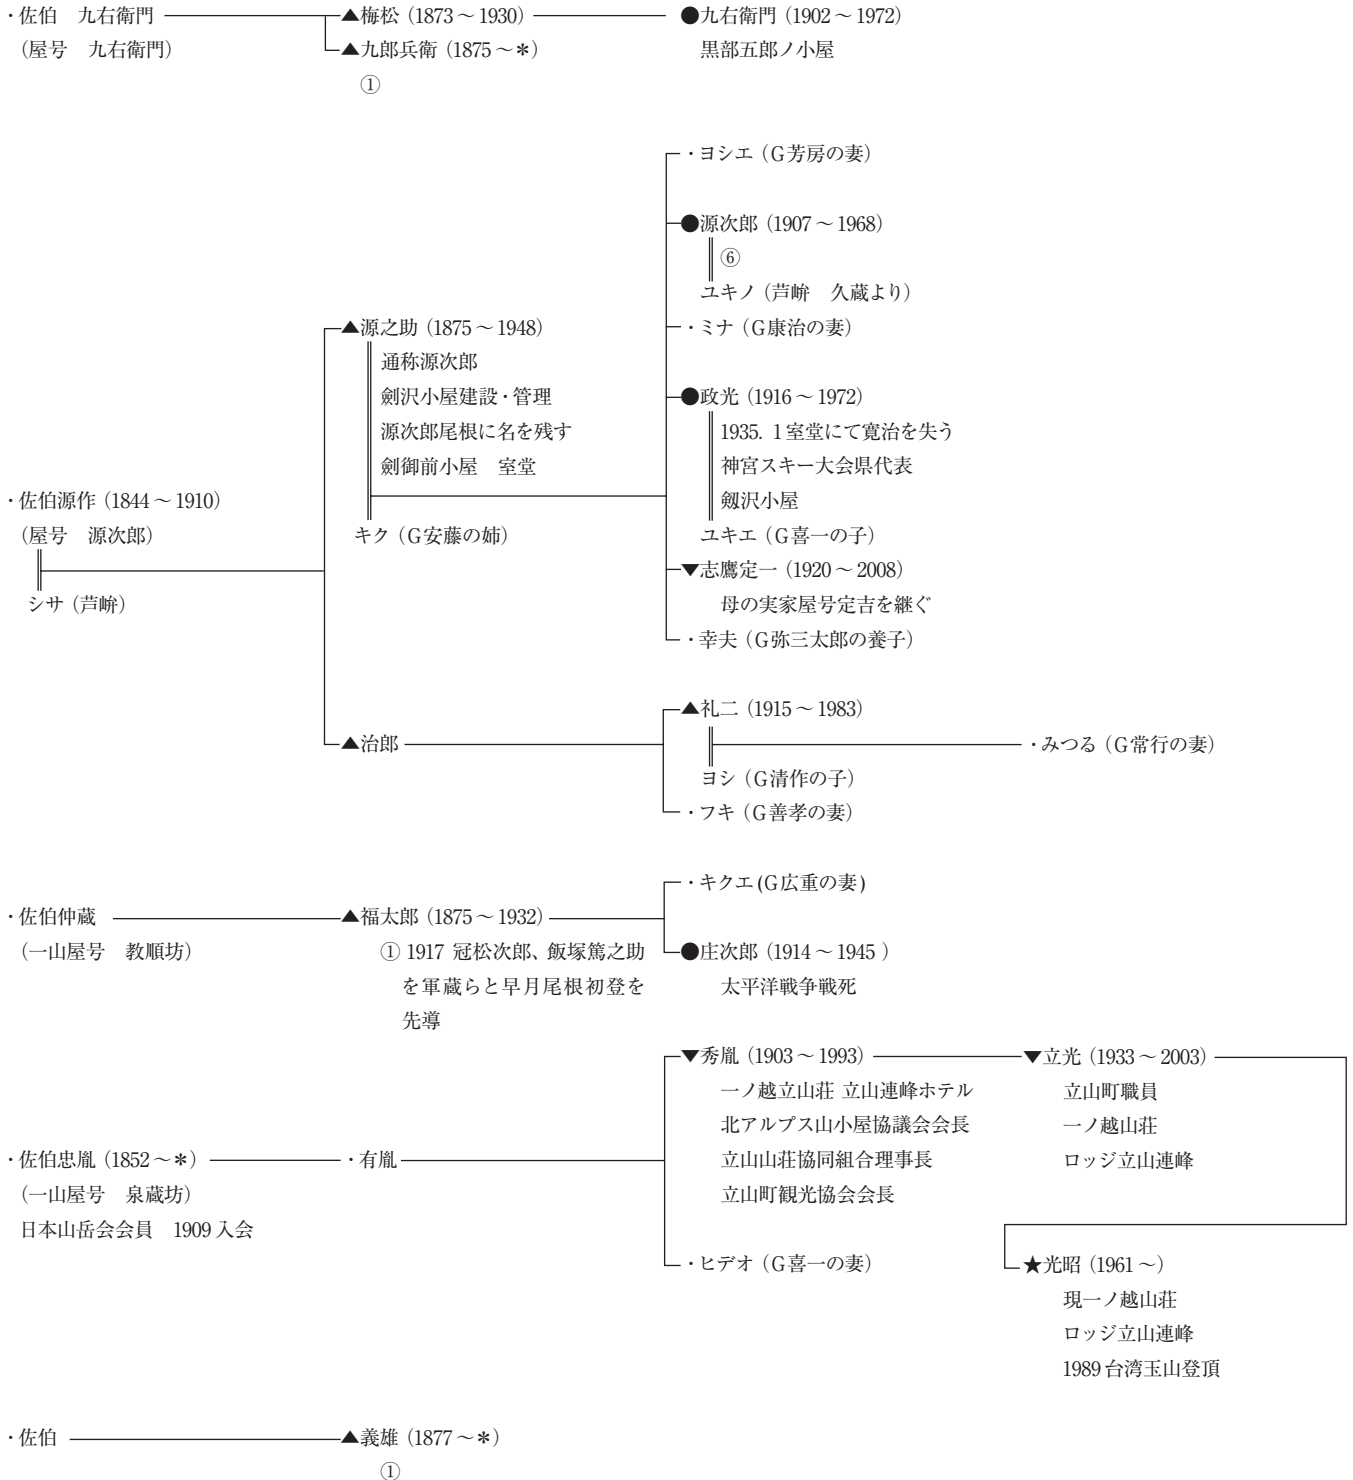 ・佐伯　九右衛門
(屋号　九右衛門)
▲梅松 (1873～1930)
▲九郎兵衛 (1875～＊)
①
●九右衛門 (1902～1972)
黒部五郎ノ小屋
・佐伯源作 (1844～1910)
(屋号　源次郎)
シサ (芦峅)
▲源之助 (1875～1948)
通称源次郎
劍沢小屋建設・管理
源次郎尾根に名を残す
劍御前小屋　室堂
キク (G安藤の姉)
・ヨシエ (G芳房の妻)
●源次郎 (1907～1968)
⑥
ユキノ (芦峅　久蔵より)
・ミナ (G康治の妻)
●政光 (1916～1972)
1935. 1室堂にて寛治を失う
神宮スキー大会県代表
剱沢小屋
ユキエ (G喜一の子)
▼志鷹定一 (1920～2008)
母の実家屋号定吉を継ぐ
・幸夫 (G弥三太郎の養子)
▲治郎
▲礼二 (1915～1983)
ヨシ (G清作の子)
・フキ (G善孝の妻)
・みつる (G常行の妻)
・佐伯仲蔵
(一山屋号　教順坊)
▲福太郎 (1875～1932)
① 1917 冠松次郎、飯塚篤之助
を軍蔵らと早月尾根初登を
先導
・キクエ(G広重の妻)
●庄次郎 (1914～1945 )
太平洋戦争戦死
・佐伯忠胤 (1852～＊)
(一山屋号　泉蔵坊)
日本山岳会会員　1909入会
・有胤
▼秀胤 (1903～1993)
一ノ越立山荘 立山連峰ホテル
北アルプス山小屋協議会会長
立山山荘協同組合理事長
立山町観光協会会長
・ヒデオ (G喜一の妻)
▼立光 (1933～2003)
立山町職員
一ノ越山荘
ロッジ立山連峰
★光昭 (1961～)
現一ノ越山荘
ロッジ立山連峰
1989台湾玉山登頂
・佐伯
▲義雄 (1877～＊)
①